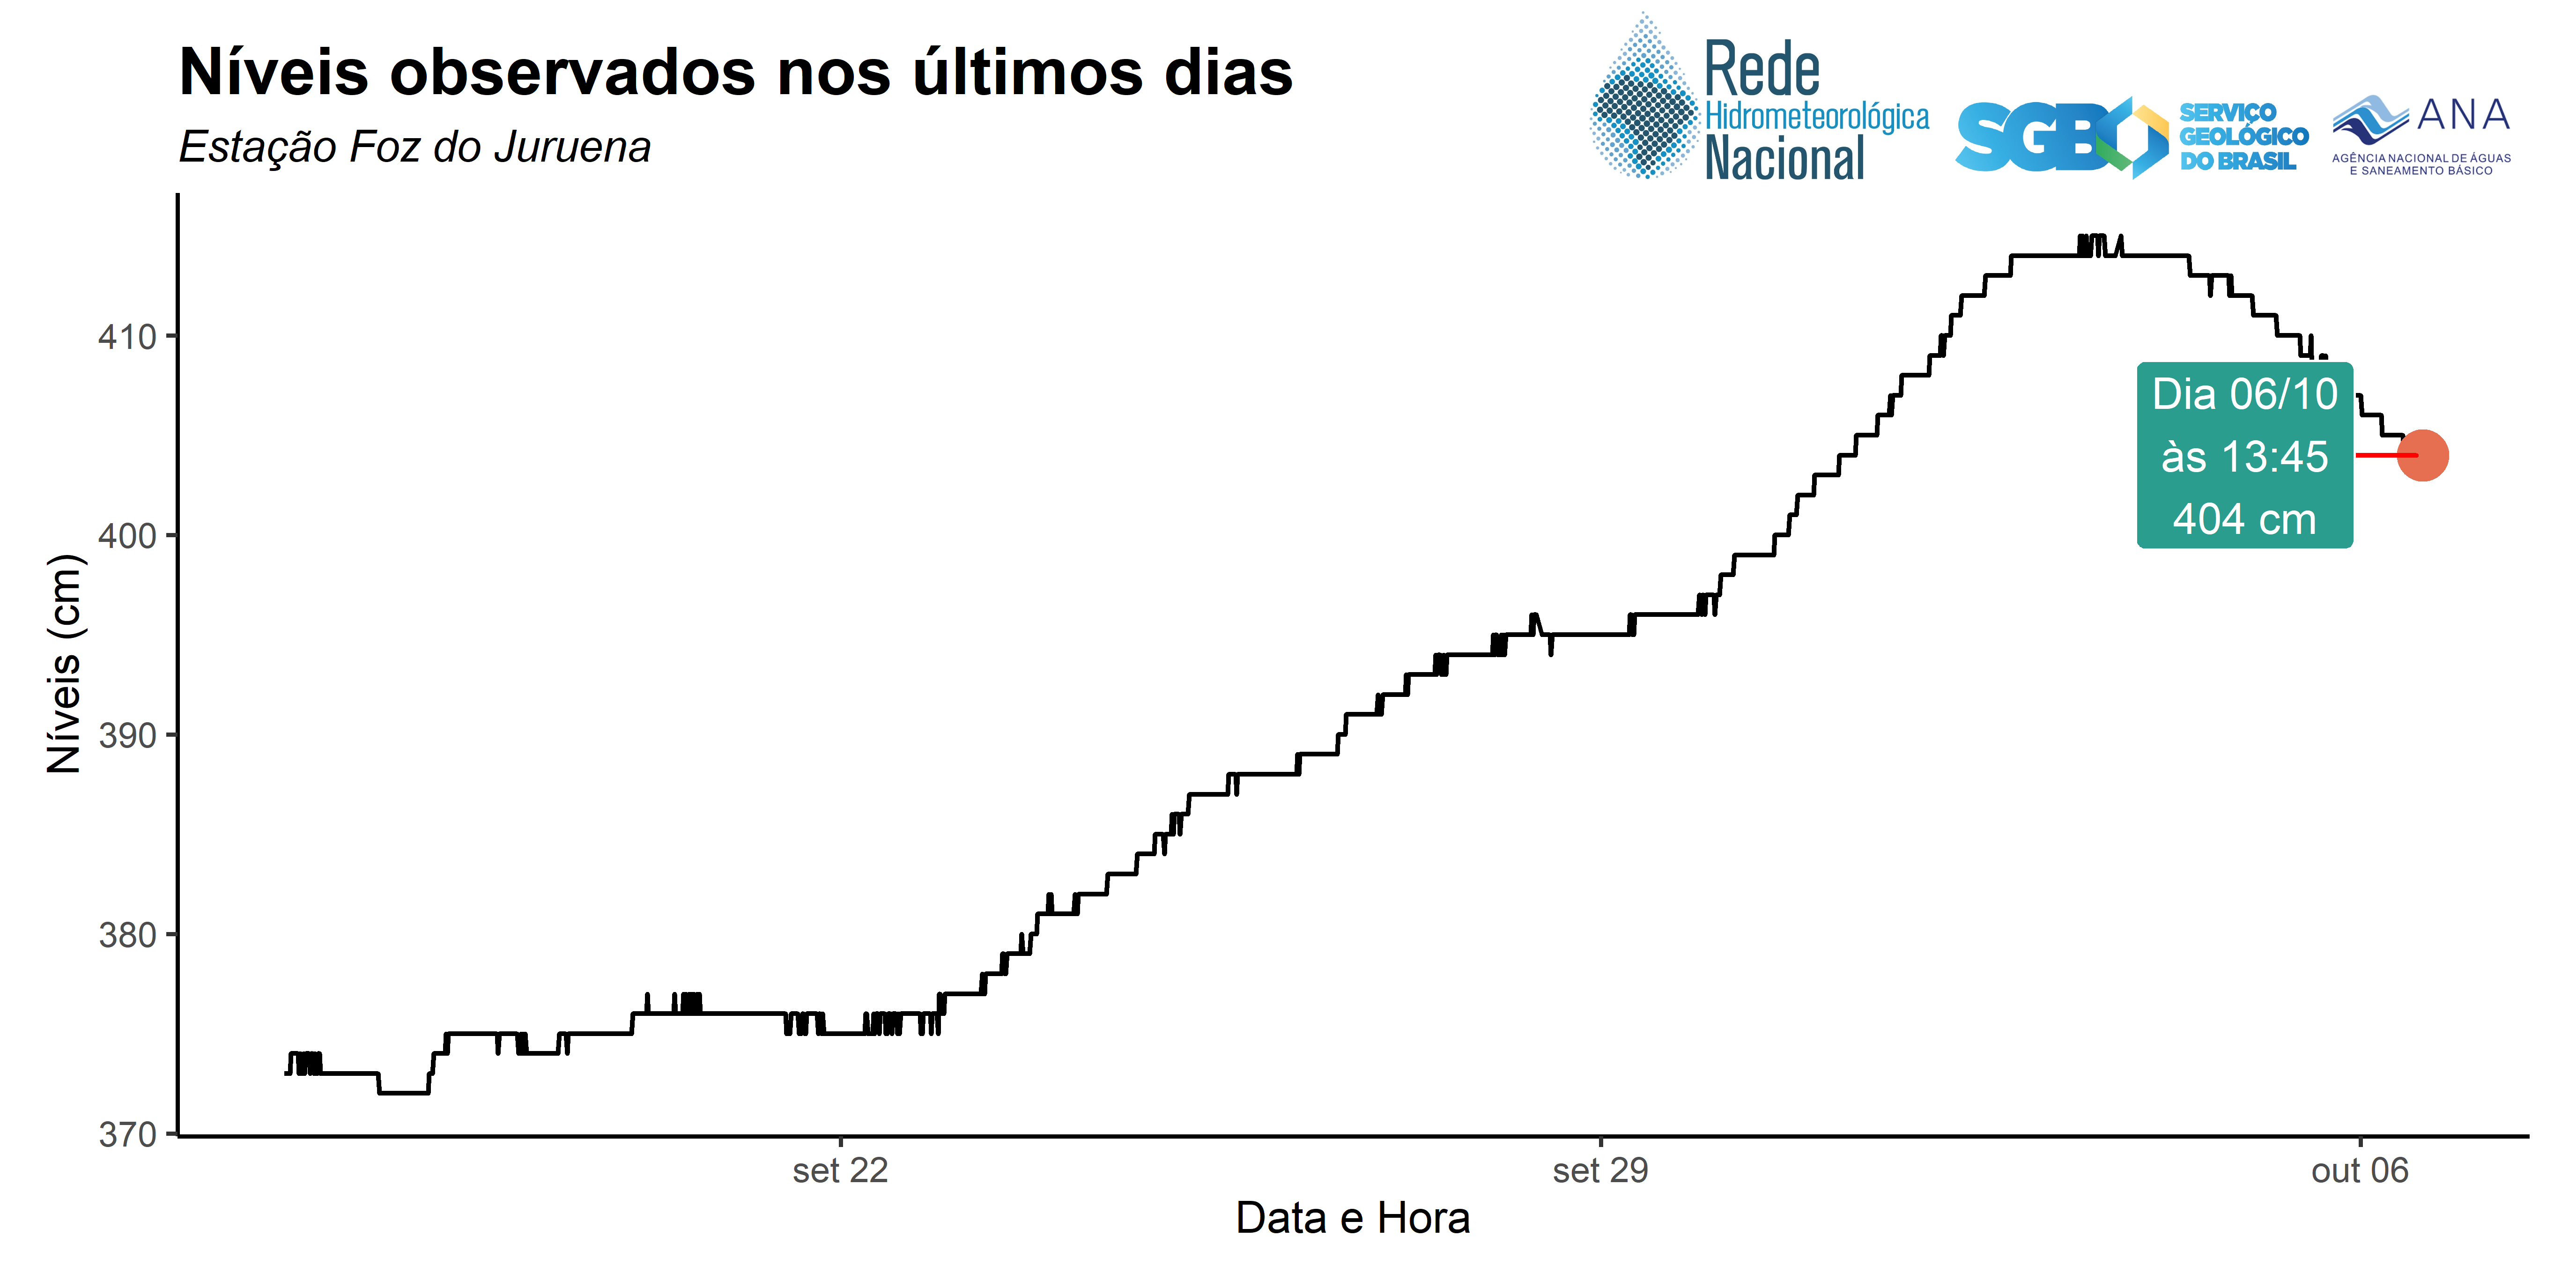 Níveis observados nos últimos dias
Estação Foz do Juruena
Rede
Hidrometeorológica
Nacional
SGB
SERVIÇO
GEOLÓGICO
DO BRASIL
ANA
AGÊNCIA NACIONAL DE ÁGUAS
E SANEAMENTO BÁSICO
Níveis (cm)
410
400
390
380
370
Dia 06/10
às 13:45
404 cm
set 22
set 29
out 06
Data e Hora